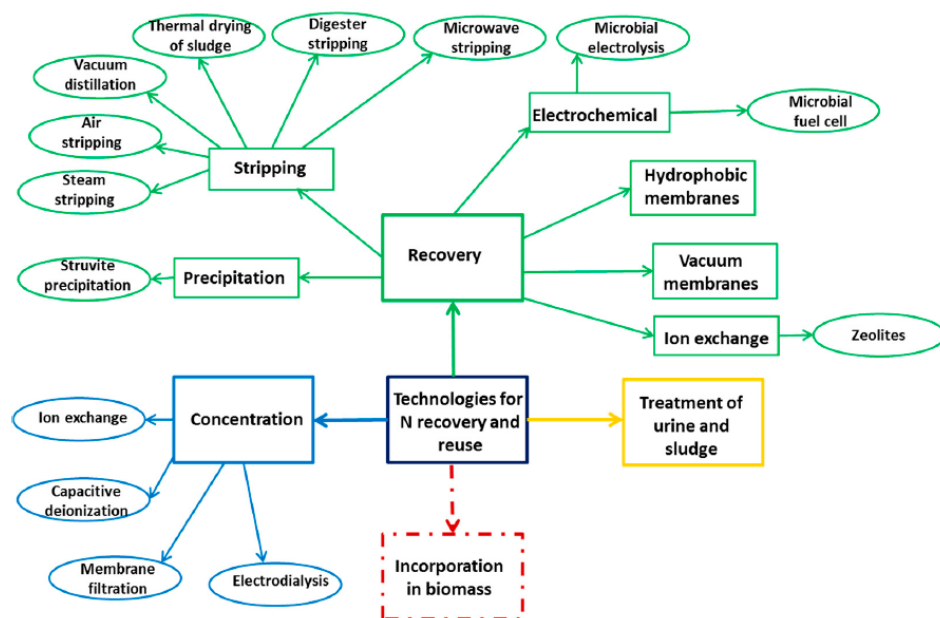 Thermal drying
of sludge
Digester
stripping
Microwave
stripping
Microbial
electrolysis
Vacuum
distillation
Electrochemical
Microbial
fuel cell
Air
stripping
Stripping
Steam
stripping
Hydrophobic
membranes
Recovery
Struvite
precipitation
Precipitation
Vacuum
membranes
Ion exchange
Zeolites
Ion exchange
Concentration
Technologies for
N recovery and
reuse
Treatment of
urine and
sludge
Capacitive
deionization
Membrane
filtration
Electrodialysis
Incorporation
in biomass